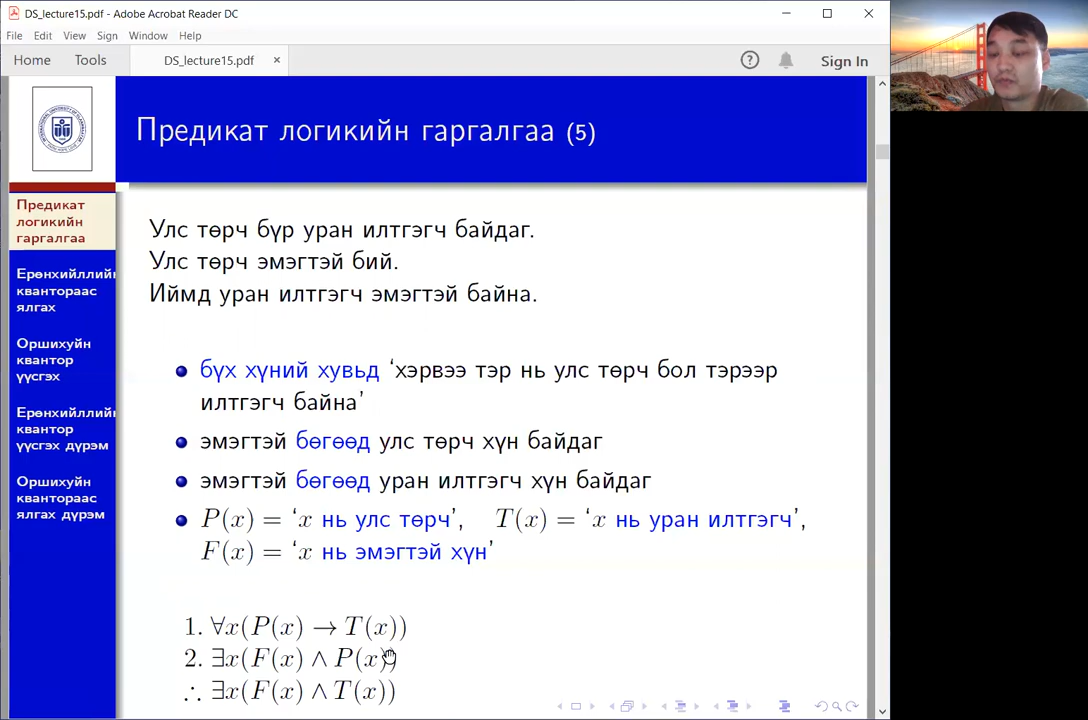 DS_lecture15.pdf - Adobe Acrobat Reader DC
File Edit View Sign Window Help
Home Tools DS_lecture15.pdf × Sign In
Предикат логикийн гаргалгаа (5)
Предикат
логикийн
гаргалгаа
Ерөнхийллийн
квантораас
ялгах
Оршихуйн
квантор
үүсгэх
Ерөнхийллийн
квантор
үүсгэх дүрэм
Оршихуйн
квантораас
ялгах дүрэм
Улс төрч бүр уран илтгэгч байдаг.
Улс төрч эмэгтэй бий.
Иймд уран илтгэгч эмэгтэй байна.
бүх хүний хувьд ‘хэрвээ тэр нь улс төрч бол тэрээр
илтгэгч байна’
эмэгтэй бөгөөд улс төрч хүн байдаг
эмэгтэй бөгөөд уран илтгэгч хүн байдаг
P(x) = ‘x нь улс төрч’, T(x) = ‘x нь уран илтгэгч’,
F(x) = ‘x нь эмэгтэй хүн’
1. ∀x(P(x) → T(x))
2. ∃x(F(x) ∧ P(x))
∴ ∃x(F(x) ∧ T(x))